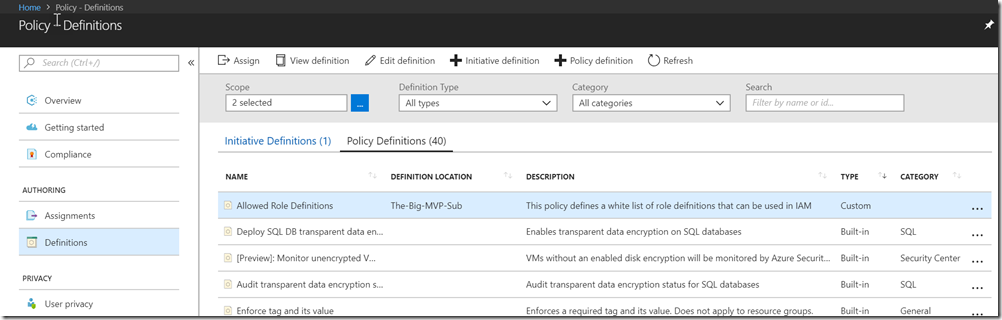 Home > Policy - Definitions
Policy - Definitions
Search (Ctrl+/)
«
Overview
Getting started
Compliance
AUTHORING
Assignments
Definitions
PRIVACY
User privacy
Assign View definition Edit definition Initiative definition Policy definition Refresh
Scope Definition Type Category Search
2 selected ... All types All categories Filter by name or id...
Initiative Definitions (1) Policy Definitions (40)
NAME DEFINITION LOCATION DESCRIPTION TYPE CATEGORY
Allowed Role Definitions The-Big-MVP-Sub This policy defines a white list of role deifnitions that can be used in IAM Custom ...
Deploy SQL DB transparent data en... Enables transparent data encryption on SQL databases Built-in SQL ...
[Preview]: Monitor unencrypted V... VMs without an enabled disk encryption will be monitored by Azure Securit... Built-in Security Center ...
Audit transparent data encryption s... Audit transparent data encryption status for SQL databases Built-in SQL ...
Enforce tag and its value Enforces a required tag and its value. Does not apply to resource groups. Built-in General ...